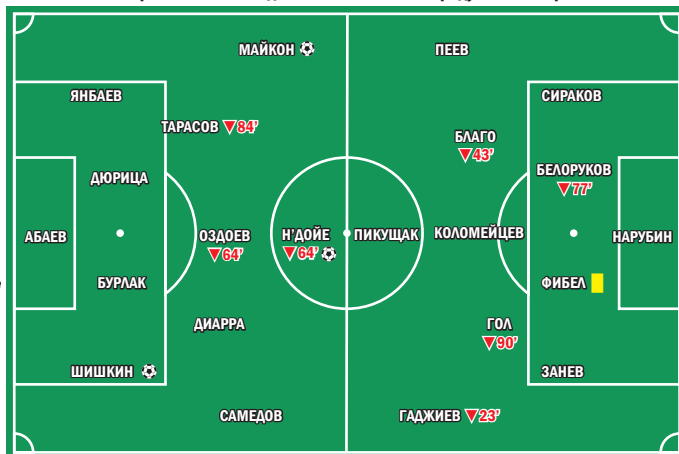 МАЙКОН
ПЕЕВ
ЯНБАЕВ
СИРАКОВ
ТАРАСОВ ▼84’
БЛАГО
▼43’
ДЮРИЦА
БЕЛОРУКОВ
▼77’
АБАЕВ
ОЗДОЕВ
▼64’
Н’ДОЙЕ
▼64’
ПИКУЩАК
КОЛОМЕЙЦЕВ
НАРУБИН
БУРЛАК
ФИБЕЛ
ДИАРРА
ГОЛ
▼90’
ШИШКИН
ЗАНЕВ
САМЕДОВ
ГАДЖИЕВ ▼23’